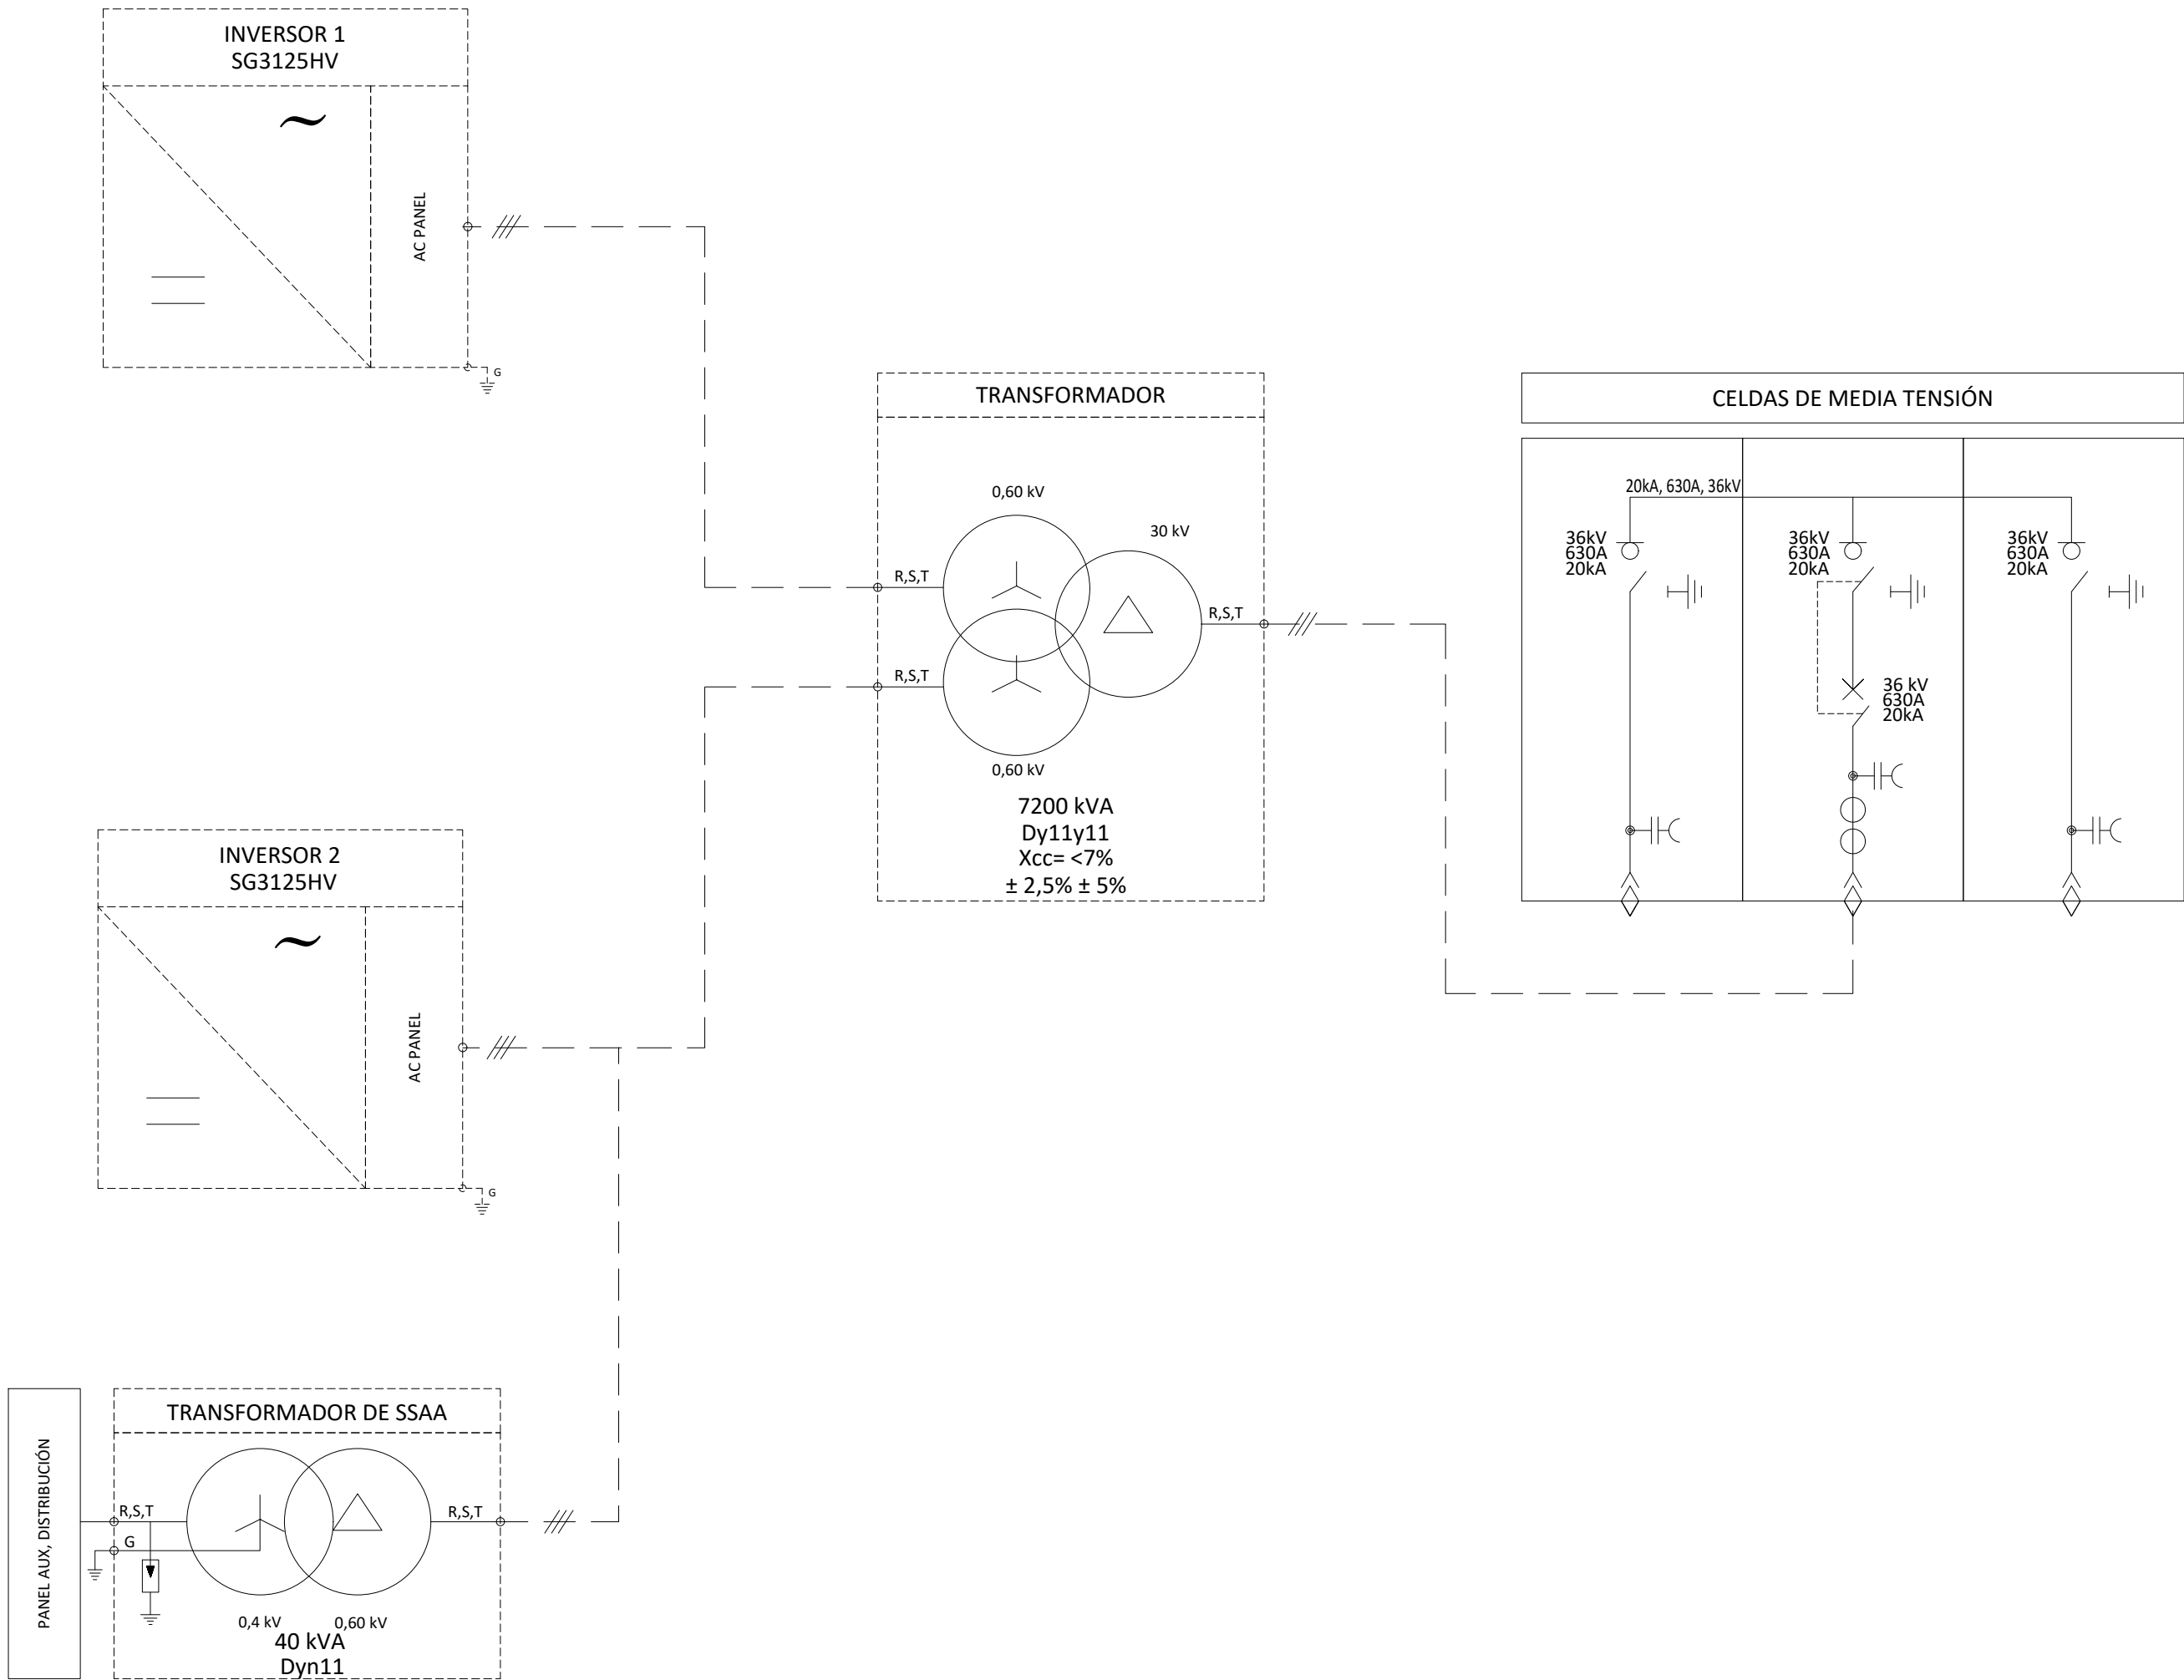 INVERSOR 1
SG3125HV
AC PANEL
G
TRANSFORMADOR
0,60 kV
30 kV
R,S,T
R,S,T
R,S,T
0,60 kV
7200 kVA
Dy11y11
Xcc= <7%
± 2,5% ± 5%
CELDAS DE MEDIA TENSIÓN
20kA, 630A, 36kV
36kV
630A
20kA
36kV
630A
20kA
36kV
630A
20kA
36 kV
630A
20kA
INVERSOR 2
SG3125HV
AC PANEL
G
PANEL AUX, DISTRIBUCIÓN
TRANSFORMADOR DE SSAA
R,S,T
G
R,S,T
0,4 kV
0,60 kV
40 kVA
Dyn11